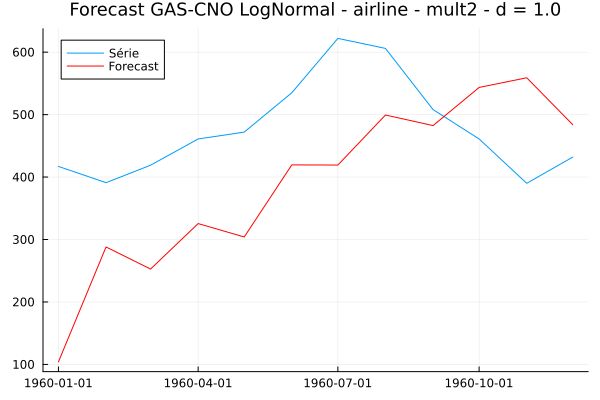 Forecast GAS-CNO LogNormal - airline - mult2 - d = 1.0
Série
Forecast
600
500
400
300
200
100
1960-01-01 1960-04-01 1960-07-01 1960-10-01